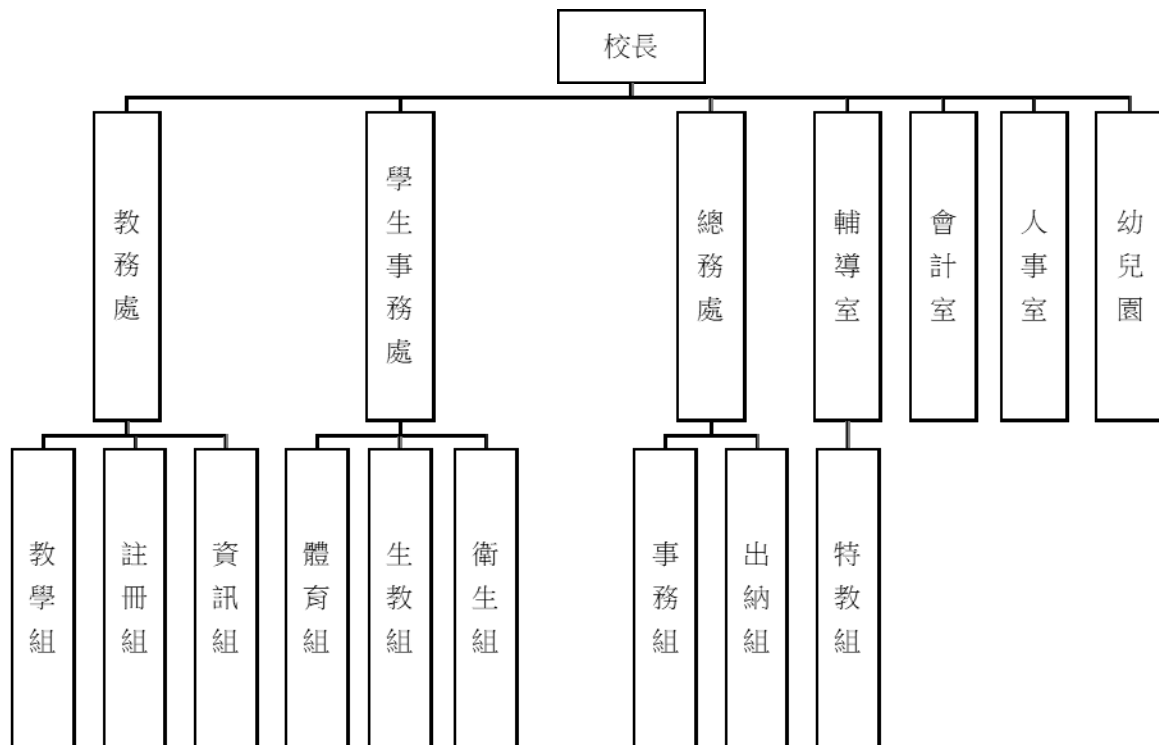 校長
教務處
學生事務處
總務處
輔導室
會計室
人事室
幼兒園
教學組
註冊組
資訊組
體育組
生教組
衛生組
事務組
出納組
特教組